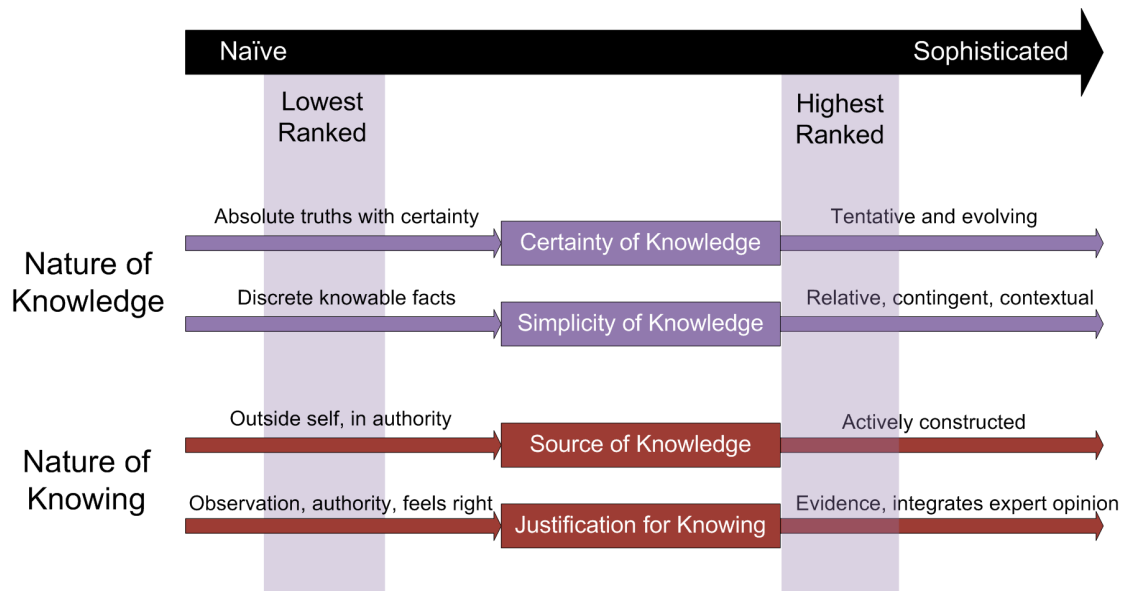 Naïve
Sophisticated
Lowest
Ranked
Highest
Ranked
Nature of
Knowledge
Absolute truths with certainty
Certainty of Knowledge
Tentative and evolving
Discrete knowable facts
Simplicity of Knowledge
Relative, contingent, contextual
Nature of
Knowing
Outside self, in authority
Source of Knowledge
Actively constructed
Observation, authority, feels right
Justification for Knowing
Evidence, integrates expert opinion